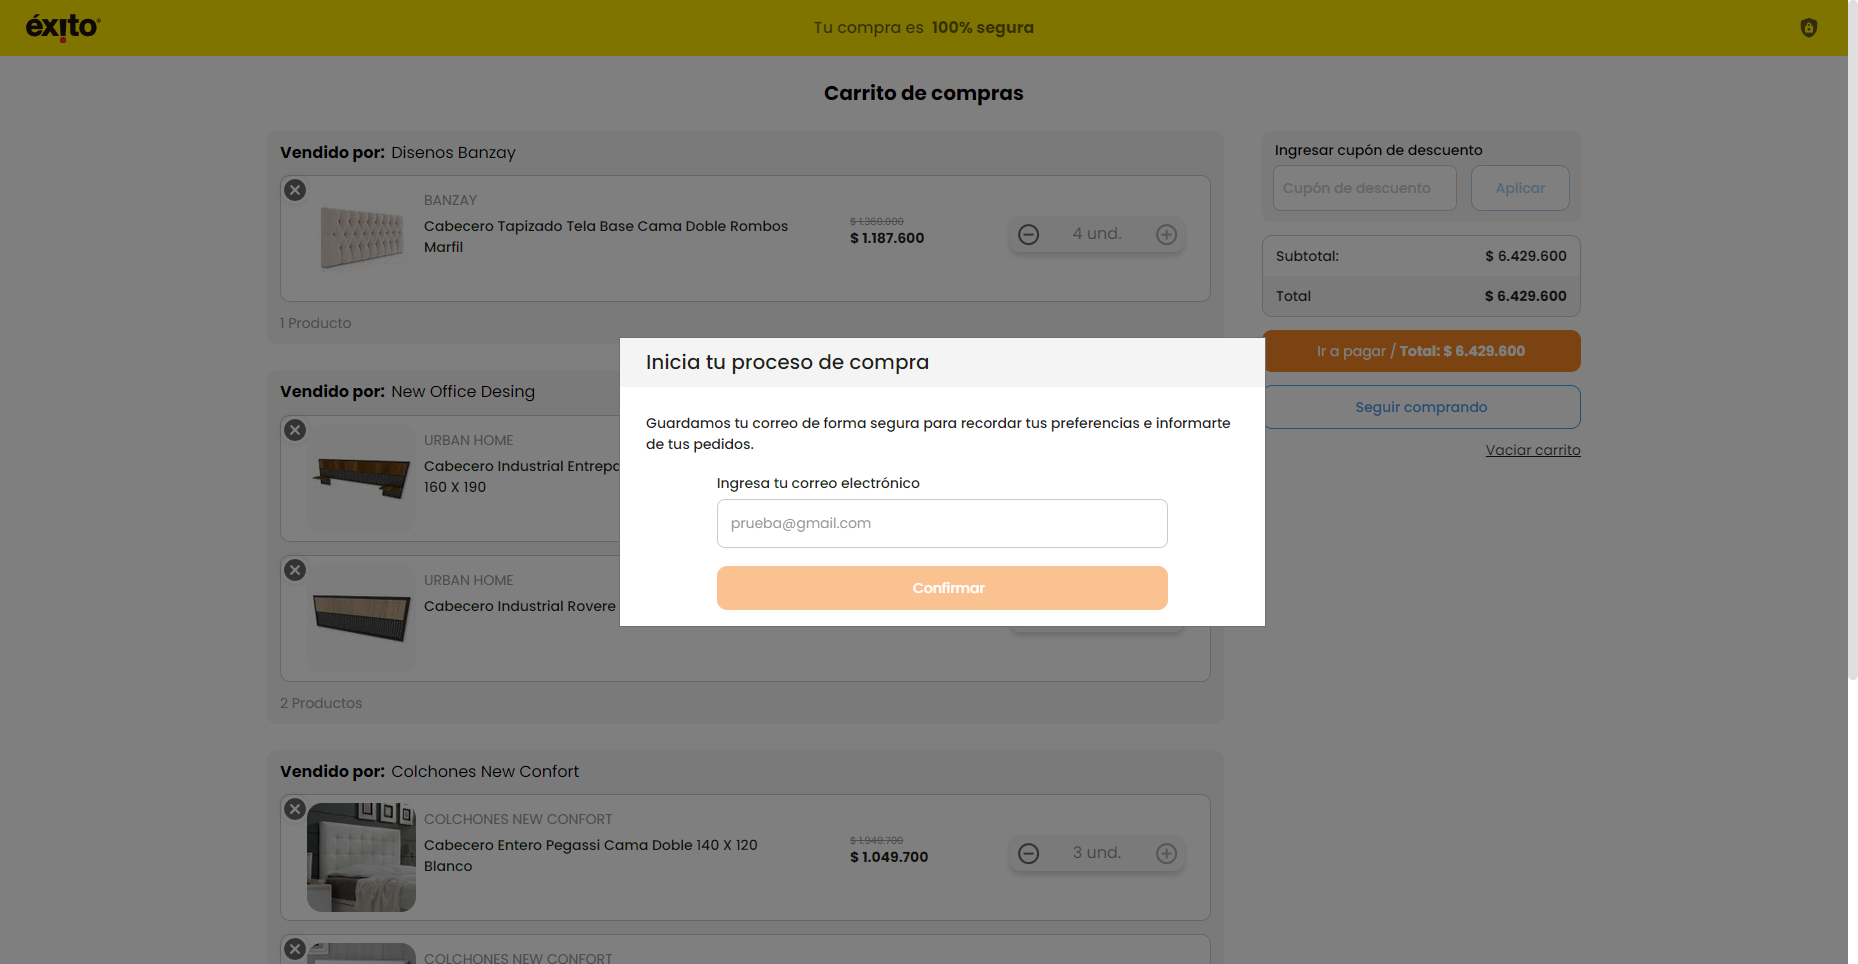 éxito
Tu compra es 100% segura
Carrito de compras
Vendido por: Disenos Banzay
BANZAY
Cabecero Tapizado Tela Base Cama Doble Rombos
Marfil
$ 1.360.000
$ 1.187.600
4 und.
1 Producto
Vendido por: New Office Desing
URBAN HOME
Cabecero Industrial Entrepa
160 X 190
URBAN HOME
Cabecero Industrial Rovere
2 Productos
Vendido por: Colchones New Confort
COLCHONES NEW CONFORT
Cabecero Entero Pegassi Cama Doble 140 X 120
Blanco
$ 1.949.700
$ 1.049.700
3 und.
COLCHONES NEW CONFORT
Ingresar cupón de descuento
Cupón de descuento
Aplicar
Subtotal: $ 6.429.600
Total $ 6.429.600
Ir a pagar / Total: $ 6.429.600
Seguir comprando
Vaciar carrito
Inicia tu proceso de compra
Guardamos tu correo de forma segura para recordar tus preferencias e informarte
de tus pedidos.
Ingresa tu correo electrónico
prueba@gmail.com
Confirmar